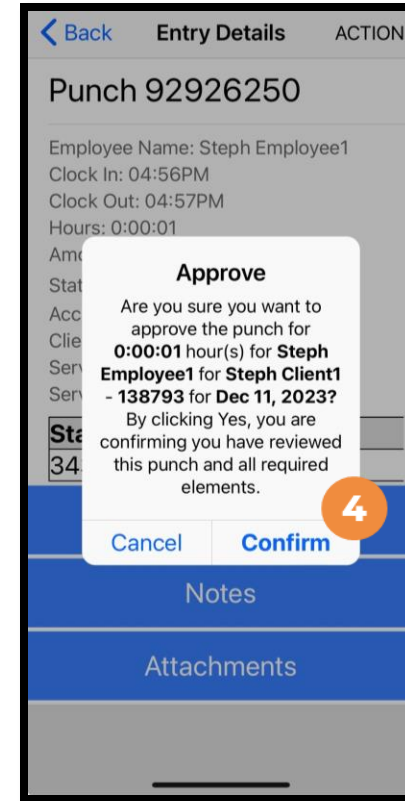 Back Entry Details ACTION
Punch 92926250
Employee Name: Steph Employee1
Clock In: 04:56PM
Clock Out: 04:57PM
Hours: 0:00:01
Approve
Are you sure you want to
approve the punch for
0:00:01 hour(s) for Steph
Employee1 for Steph Client1
- 138793 for Dec 11, 2023?
By clicking Yes, you are
confirming you have reviewed
this punch and all required
elements.
4
Cancel Confirm
Notes
Attachments